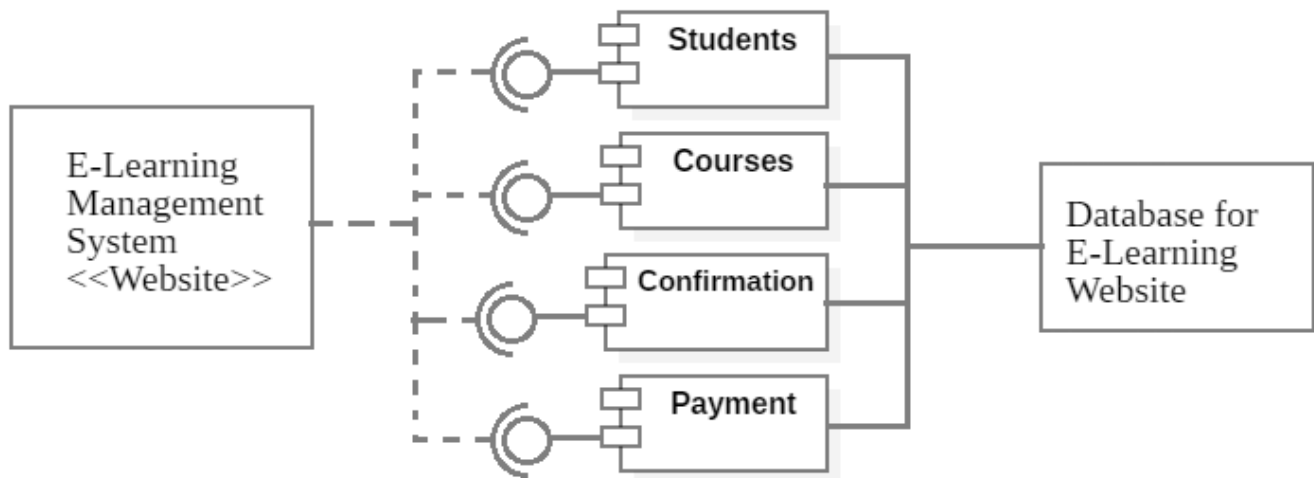 E-Learning
Management
System
<<Website>>
Students
Courses
Confirmation
Payment
Database for
E-Learning
Website